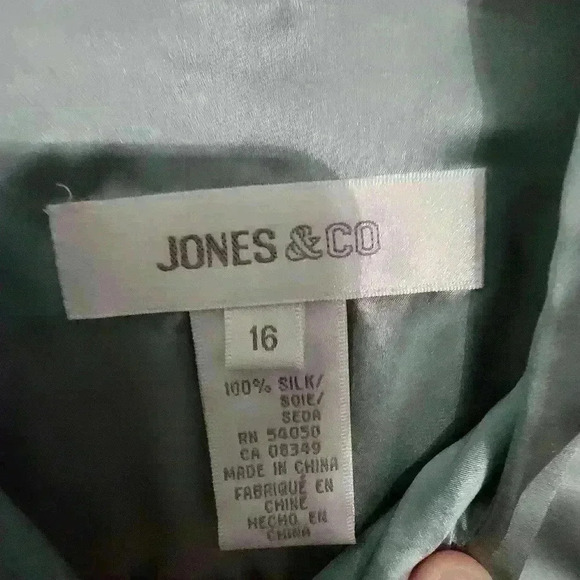 JONES &CO
16
100% SILK/
SOIE/
SEDA
RN 54050
CA 08349
MADE IN CHINA
FABRIQUÉ EN
CHINE
HECHO EN
CHINA